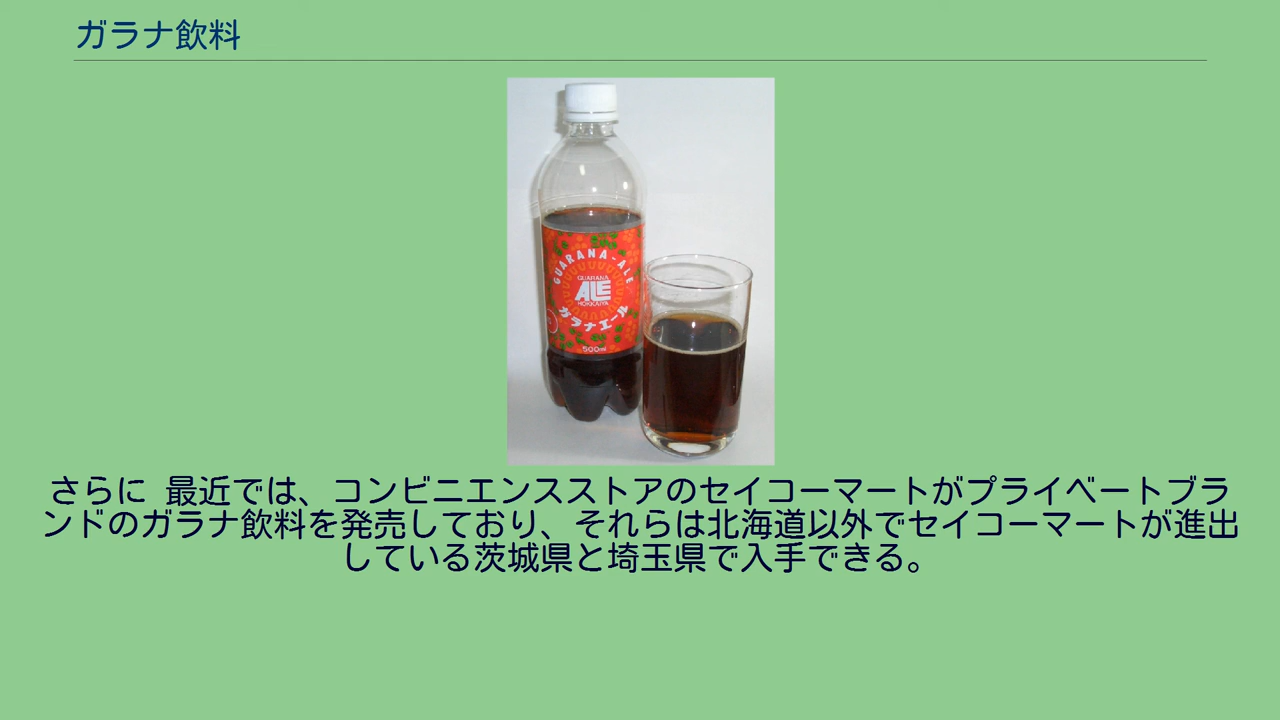 ガラナ飲料
GUARANA-ALE
GUARANA
ALE
HOKKAIYA
ガラナエール
500ml
さらに 最近では、コンビニエンスストアのセイコーマートがプライベートブラ
ンドのガラナ飲料を発売しており、それらは北海道以外でセイコーマートが進出
している茨城県と埼玉県で入手できる。